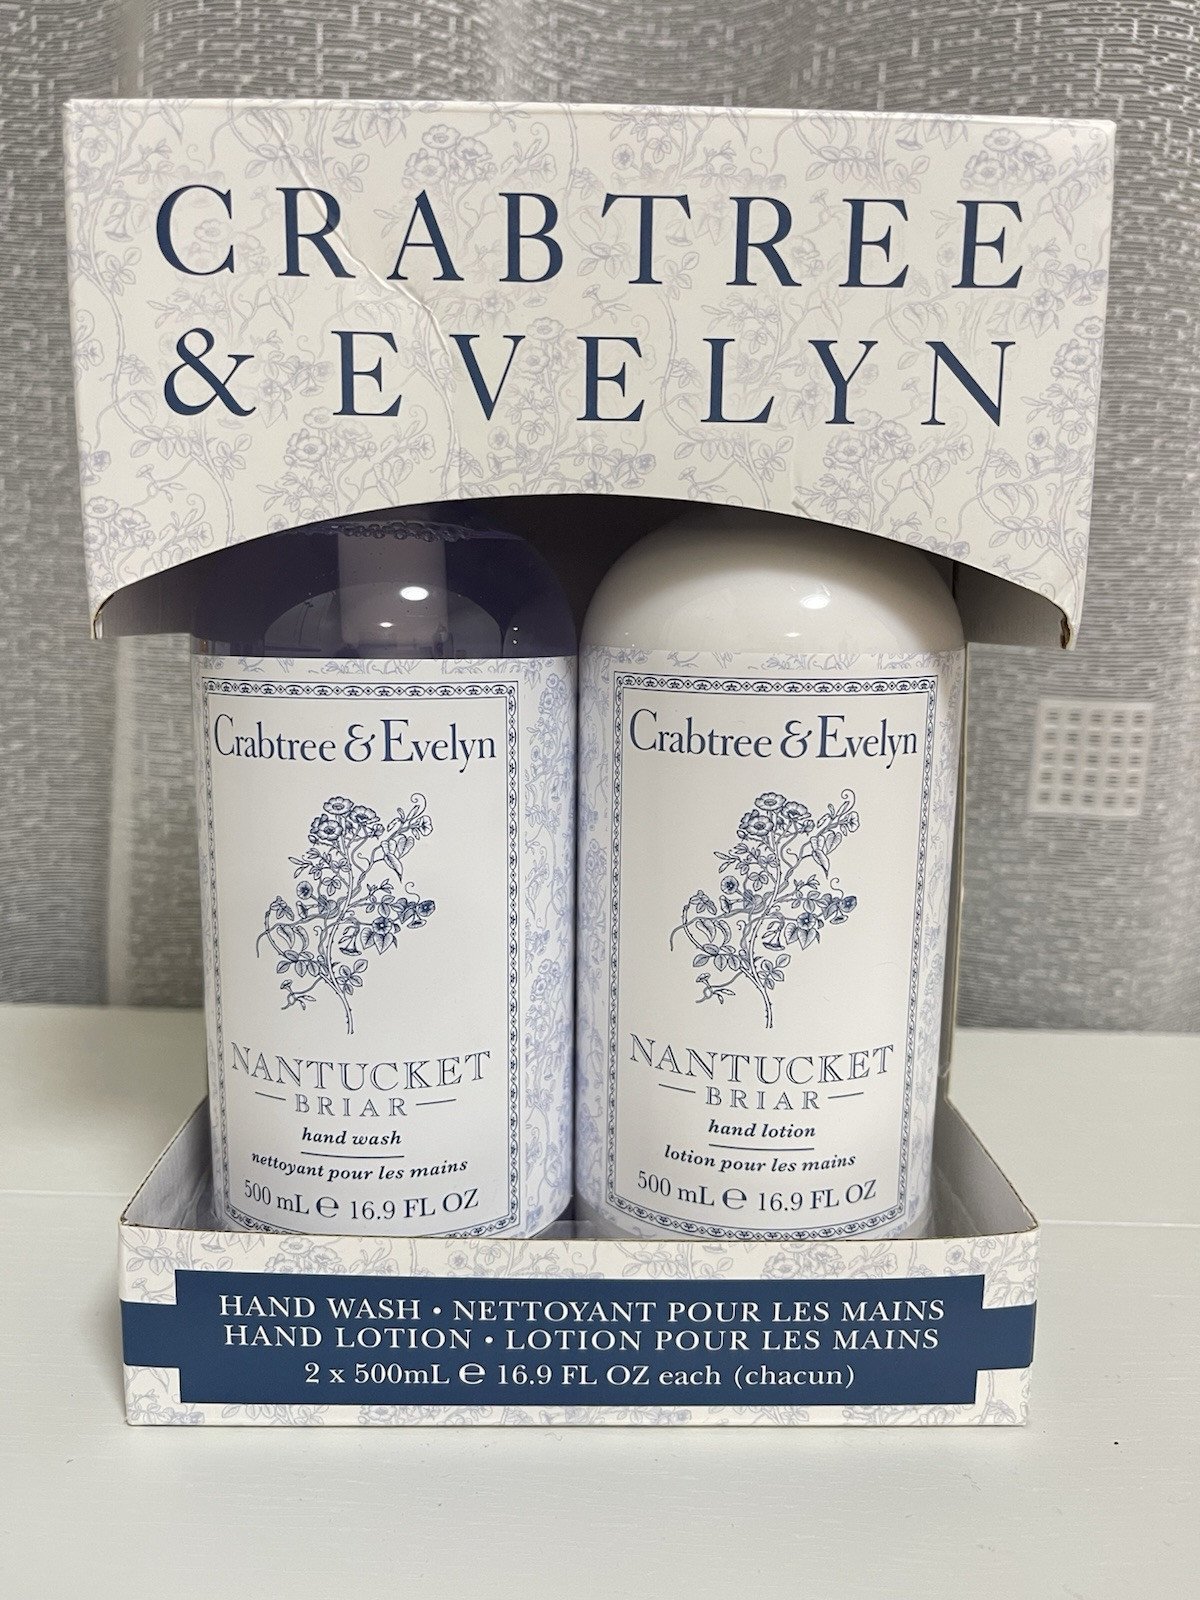 CRABTREE
& EVELYN
Crabtree & Evelyn
NANTUCKET
BRIAR
hand wash
nettoyant pour les mains
500 mL ℮ 16.9 FL OZ
Crabtree & Evelyn
NANTUCKET
BRIAR
hand lotion
lotion pour les mains
500 mL ℮ 16.9 FL OZ
HAND WASH • NETTOYANT POUR LES MAINS
HAND LOTION • LOTION POUR LES MAINS
2 x 500mL ℮ 16.9 FL OZ each (chacun)